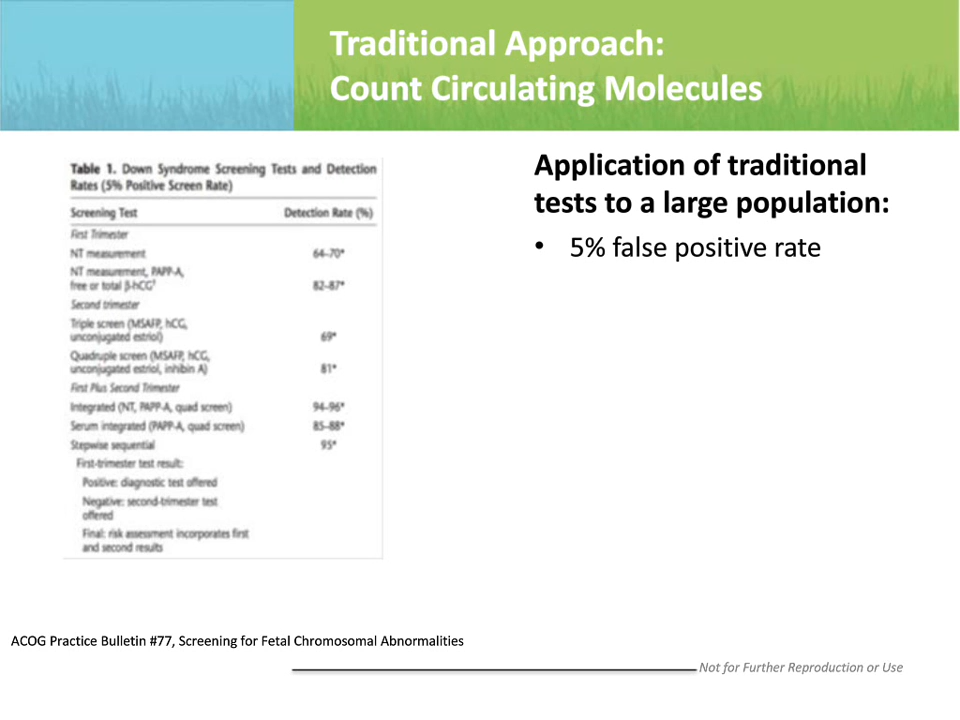 Traditional Approach:
Count Circulating Molecules
Table 1. Down Syndrome Screening Tests and Detection
Rates (5% Positive Screen Rate)
Screening Test Detection Rate (%)
First Trimester
NT measurement 64–70*
NT measurement, PAPP-A,
free or total β-hCG† 82–87*
Second trimester
Triple screen (MSAFP, hCG,
unconjugated estriol) 69*
Quadruple screen (MSAFP, hCG,
unconjugated estriol, inhibin A) 81*
First Plus Second Trimester
Integrated (NT, PAPP-A, quad screen) 94–96*
Serum integrated (PAPP-A, quad screen) 85–88*
Stepwise sequential 95*
First-trimester test result:
Positive: diagnostic test offered
Negative: second-trimester test
offered
Final: risk assessment incorporates first
and second results
Application of traditional
tests to a large population:
• 5% false positive rate
ACOG Practice Bulletin #77, Screening for Fetal Chromosomal Abnormalities
Not for Further Reproduction or Use